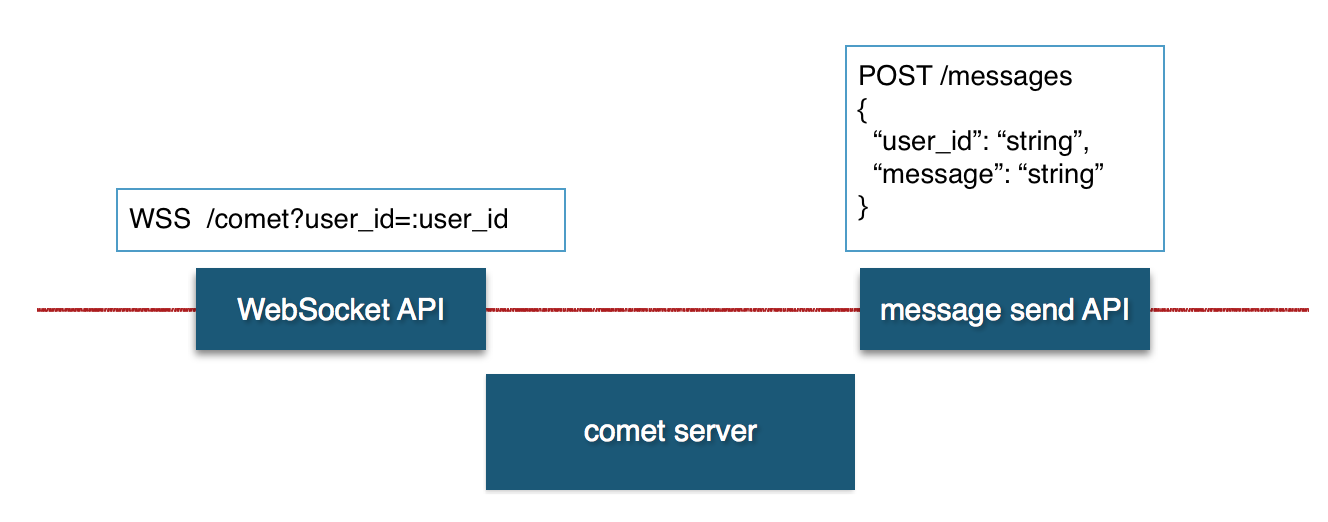 POST /messages
{
“user_id”: “string”,
“message”: “string”
}
WSS  /comet?user_id=:user_id
WebSocket API
message send API
comet server